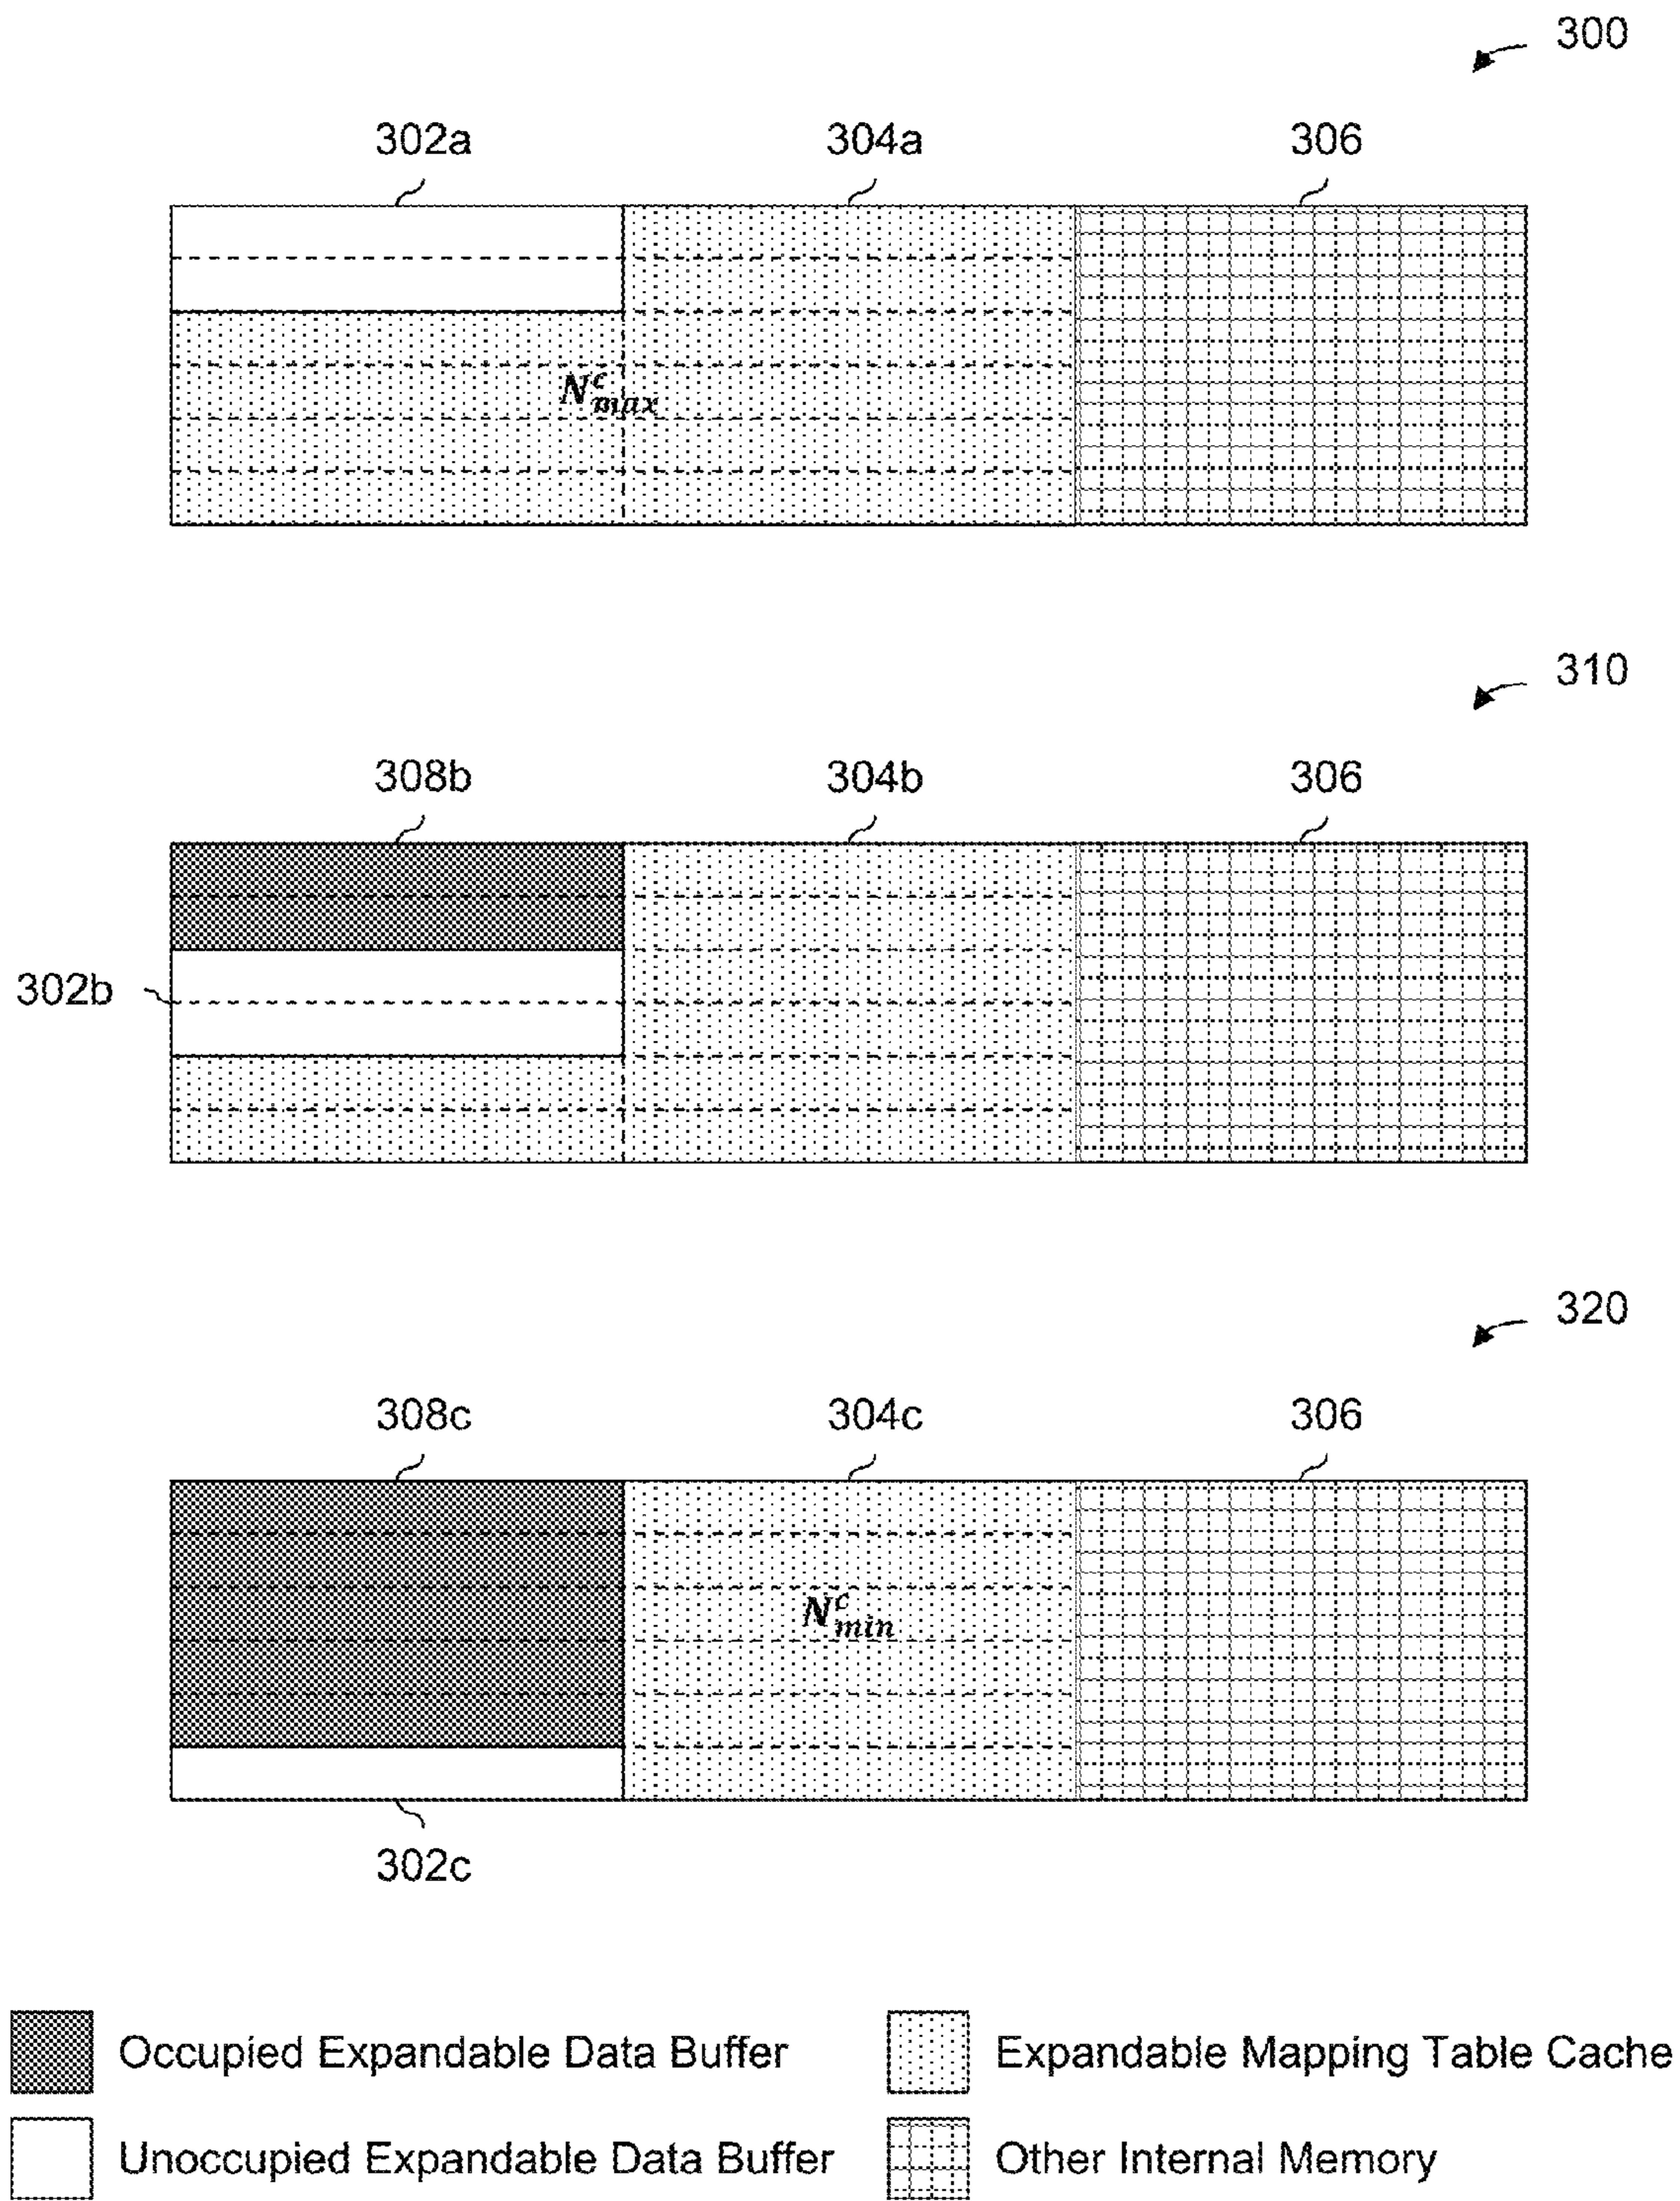 300
302a 304a 306
N^c_max
310
308b 304b 306
302b
320
308c 304c 306
N^c_min
302c
Occupied Expandable Data Buffer
Expandable Mapping Table Cache
Unoccupied Expandable Data Buffer
Other Internal Memory